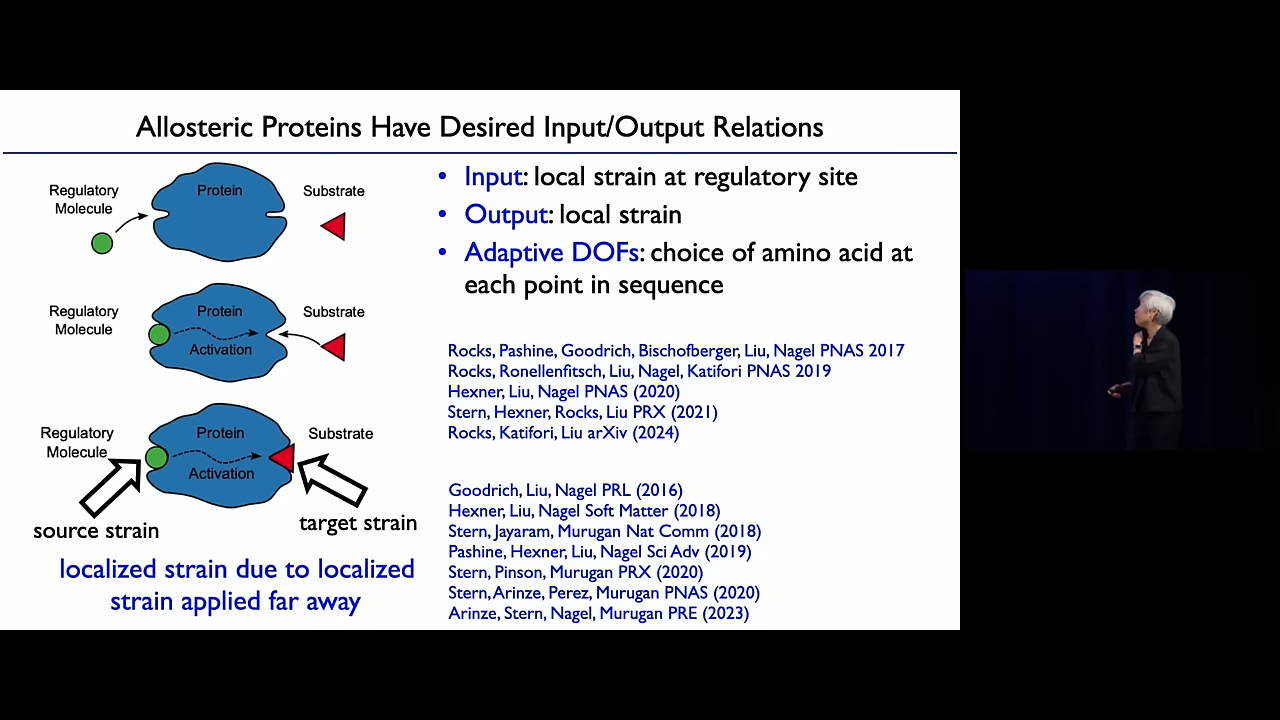 Allosteric Proteins Have Desired Input/Output Relations
Regulatory
Molecule
Protein
Substrate
Regulatory
Molecule
Protein
Activation
Substrate
Regulatory
Molecule
Protein
Activation
Substrate
source strain
target strain
localized strain due to localized
strain applied far away
• Input: local strain at regulatory site
• Output: local strain
• Adaptive DOFs: choice of amino acid at
each point in sequence
Rocks, Pashine, Goodrich, Bischofberger, Liu, Nagel PNAS 2017
Rocks, Ronellenfitsch, Liu, Nagel, Katifori PNAS 2019
Hexner, Liu, Nagel PNAS (2020)
Stern, Hexner, Rocks, Liu PRX (2021)
Rocks, Katifori, Liu arXiv (2024)
Goodrich, Liu, Nagel PRL (2016)
Hexner, Liu, Nagel Soft Matter (2018)
Stern, Jayaram, Murugan Nat Comm (2018)
Pashine, Hexner, Liu, Nagel Sci Adv (2019)
Stern, Pinson, Murugan PRX (2020)
Stern, Arinze, Perez, Murugan PNAS (2020)
Arinze, Stern, Nagel, Murugan PRE (2023)